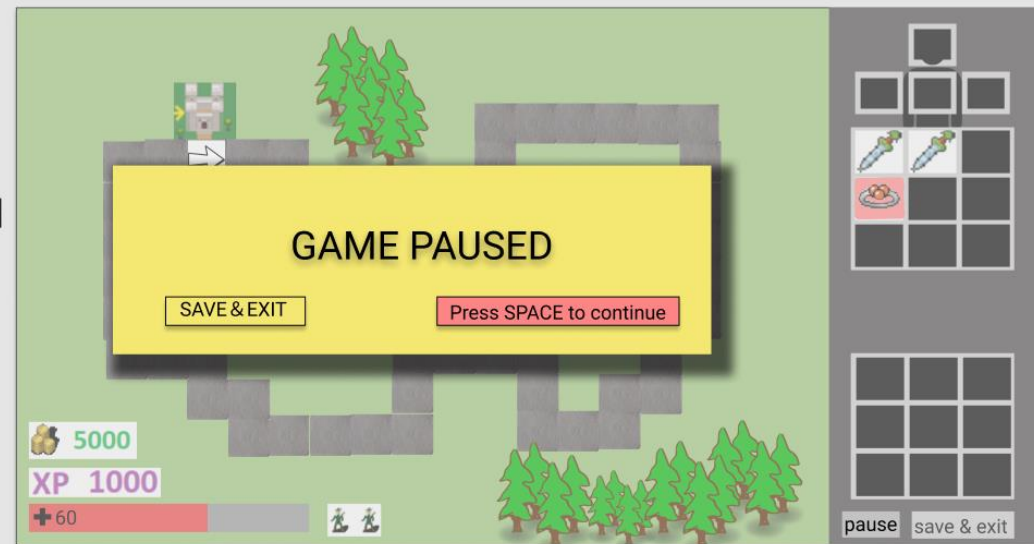 GAME PAUSED
SAVE & EXIT
Press SPACE to continue
5000
XP 1000
60
pause
save & exit